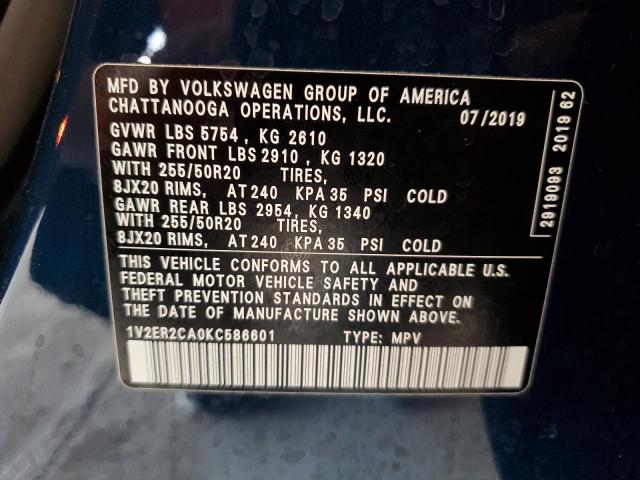 MFD BY VOLKSWAGEN GROUP OF AMERICA
CHATTANOOGA OPERATIONS, LLC. 07/2019
GVWR LBS 5754 , KG 2610
GAWR FRONT LBS 2910 , KG 1320
WITH 255/50R20 TIRES,
8JX20 RIMS, AT 240 KPA 35 PSI COLD
GAWR REAR LBS 2954 , KG 1340
WITH 255/50R20 TIRES,
8JX20 RIMS, AT 240 KPA 35 PSI COLD
THIS VEHICLE CONFORMS TO ALL APPLICABLE U.S.
FEDERAL MOTOR VEHICLE SAFETY AND
THEFT PREVENTION STANDARDS IN EFFECT ON
THE DATE OF MANUFACTURE SHOWN ABOVE.
1V2ER2CA0KC586601 TYPE: MPV
2919093 2019 62